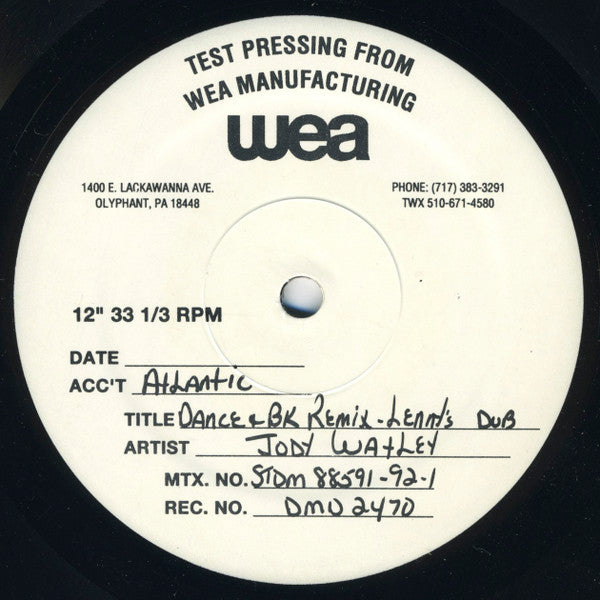 TEST PRESSING FROM
WEA MANUFACTURING
wea
1400 E. LACKAWANNA AVE.
OLYPHANT, PA 18448
PHONE: (717) 383-3291
TWX 510-671-4580
12" 33 1/3 RPM
DATE
ACC'T Atlantic
TITLE DANCE & BK REMIX - LENNY'S DUB
ARTIST JODY WATLEY
MTX. NO. STDM 88591-92-1
REC. NO. DMD 2470